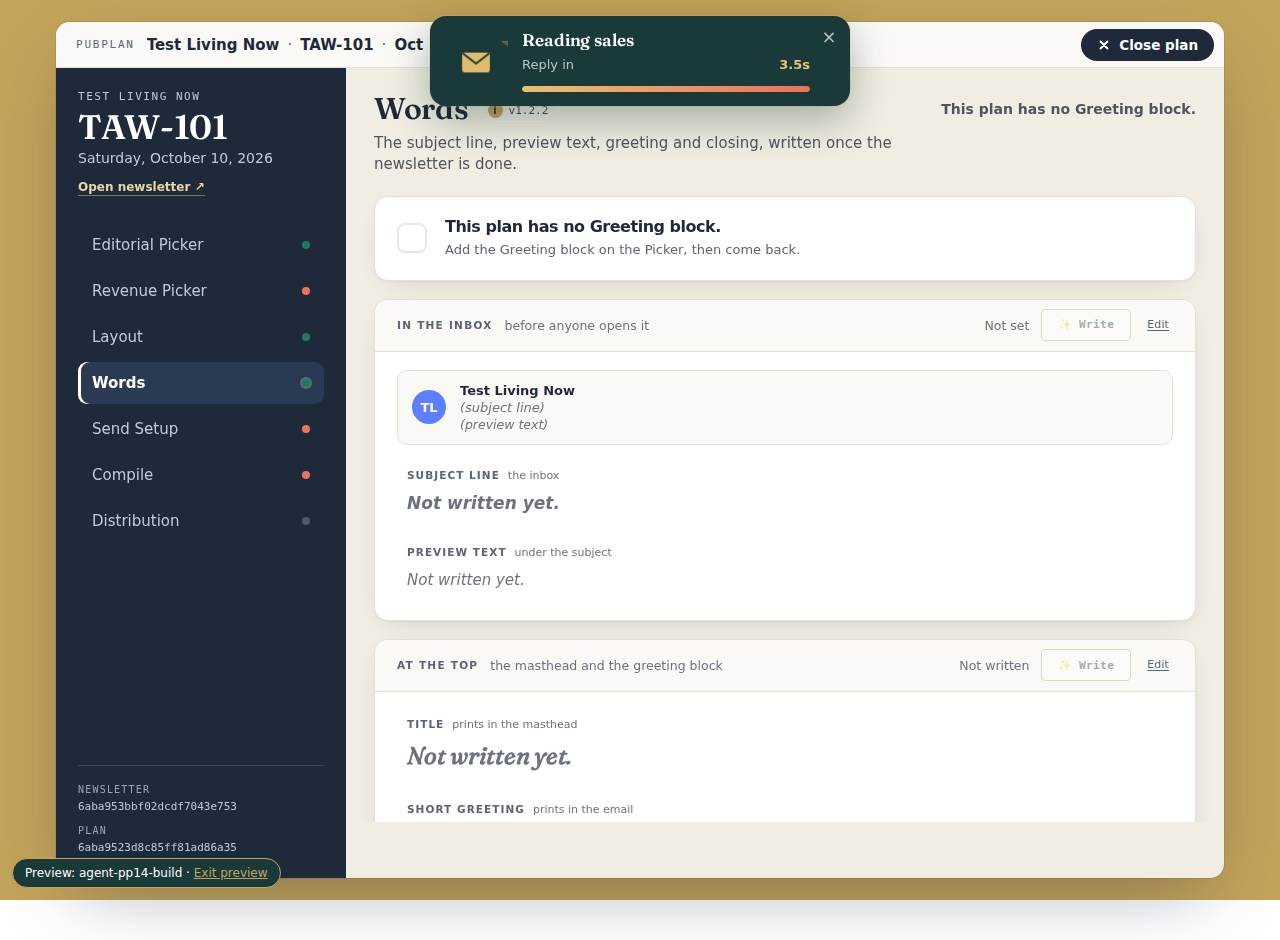 PUBPLAN Test Living Now · TAW-101 · Oct
Reading sales
Reply in 3.5s
Close plan
TEST LIVING NOW
TAW-101
Saturday, October 10, 2026
Open newsletter ↗
Editorial Picker
Revenue Picker
Layout
Words
Send Setup
Compile
Distribution
NEWSLETTER
6aba953bbf02dcdf7043e753
PLAN
6aba9523d8c85ff81ad86a35
Preview: agent-pp14-build · Exit preview
Words i v1.2.2
This plan has no Greeting block.
The subject line, preview text, greeting and closing, written once the
newsletter is done.
This plan has no Greeting block.
Add the Greeting block on the Picker, then come back.
IN THE INBOX before anyone opens it Not set ✨ Write Edit
TL
Test Living Now
(subject line)
(preview text)
SUBJECT LINE the inbox
Not written yet.
PREVIEW TEXT under the subject
Not written yet.
AT THE TOP the masthead and the greeting block Not written ✨ Write Edit
TITLE prints in the masthead
Not written yet.
SHORT GREETING prints in the email